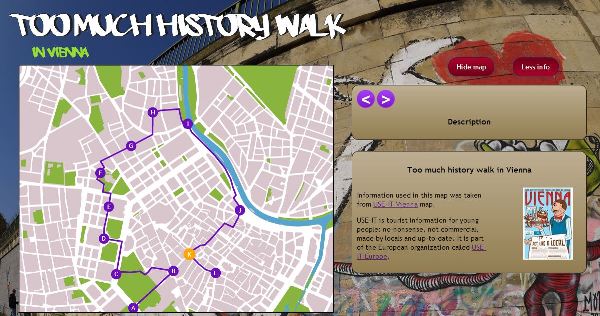 TOO MUCH HISTORY WALK
IN VIENNA
Hide map
Less info
< >
Description
Too much history walk in Vienna
Information used in this map was taken
from USE-IT Vienna map.
USE-IT is tourist information for young
people; no-nonsense, not commercial,
made by locals and up-to-date. It is part
of the European organization called USE-
IT Europe.
VIENNA
ACT LIKE A LOCAL
H
I
G
F
E
J
D
K
B
C
L
A